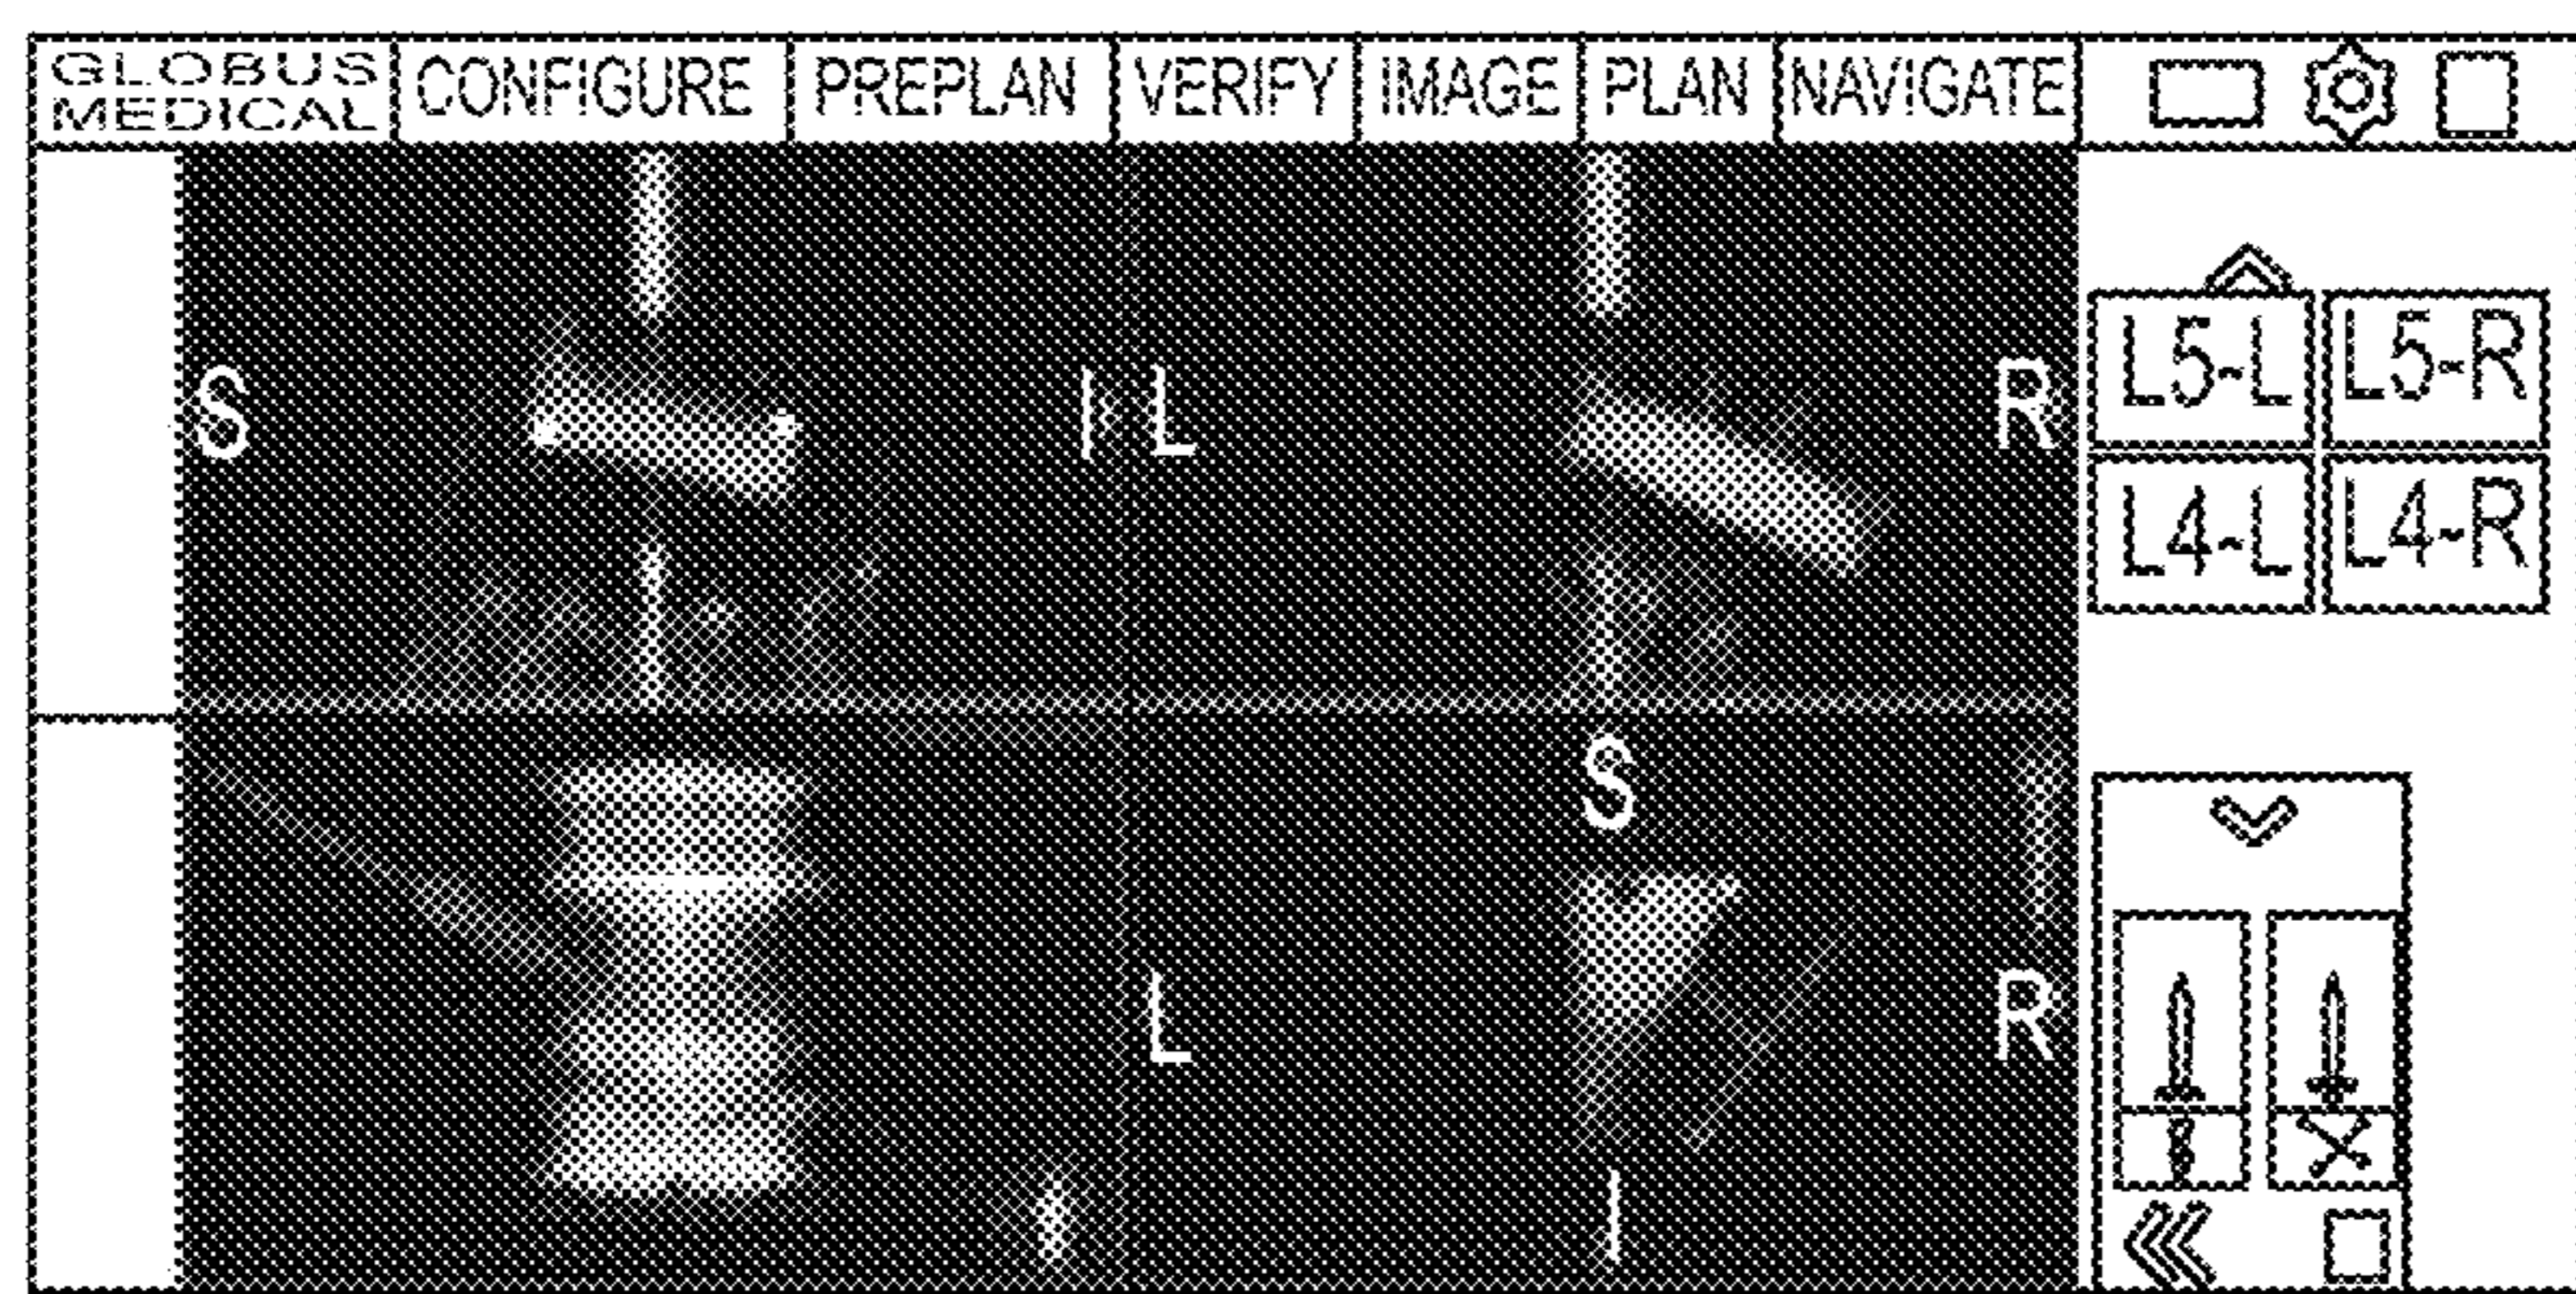 GLOBUS MEDICAL CONFIGURE PREPLAN VERIFY IMAGE PLAN NAVIGATE
S I L R
L5-L L5-R
L4-L L4-R
S
L R
I